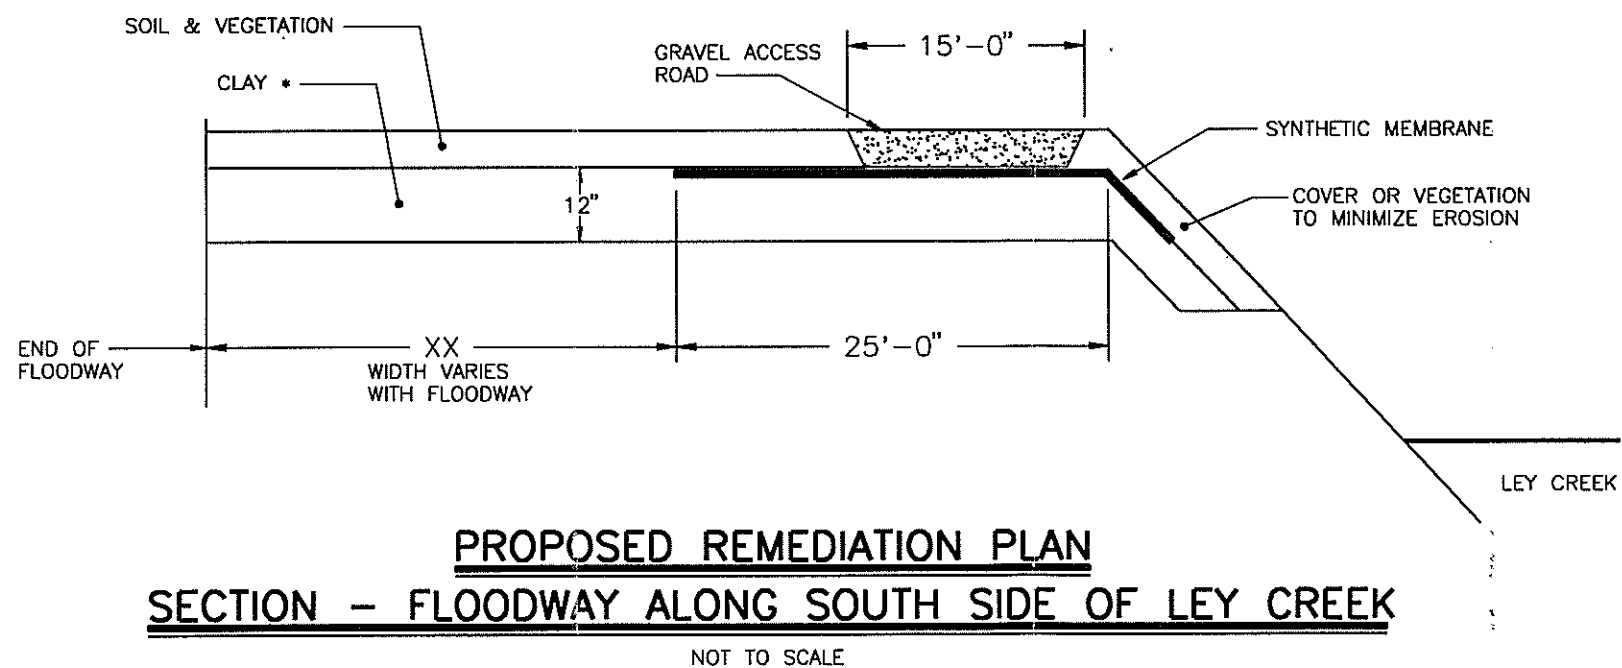 SOIL & VEGETATION
CLAY *
GRAVEL ACCESS
ROAD
15'-0"
SYNTHETIC MEMBRANE
COVER OR VEGETATION
TO MINIMIZE EROSION
12"
END OF
FLOODWAY
XX
WIDTH VARIES
WITH FLOODWAY
25'-0"
LEY CREEK
PROPOSED REMEDIATION PLAN
SECTION - FLOODWAY ALONG SOUTH SIDE OF LEY CREEK
NOT TO SCALE